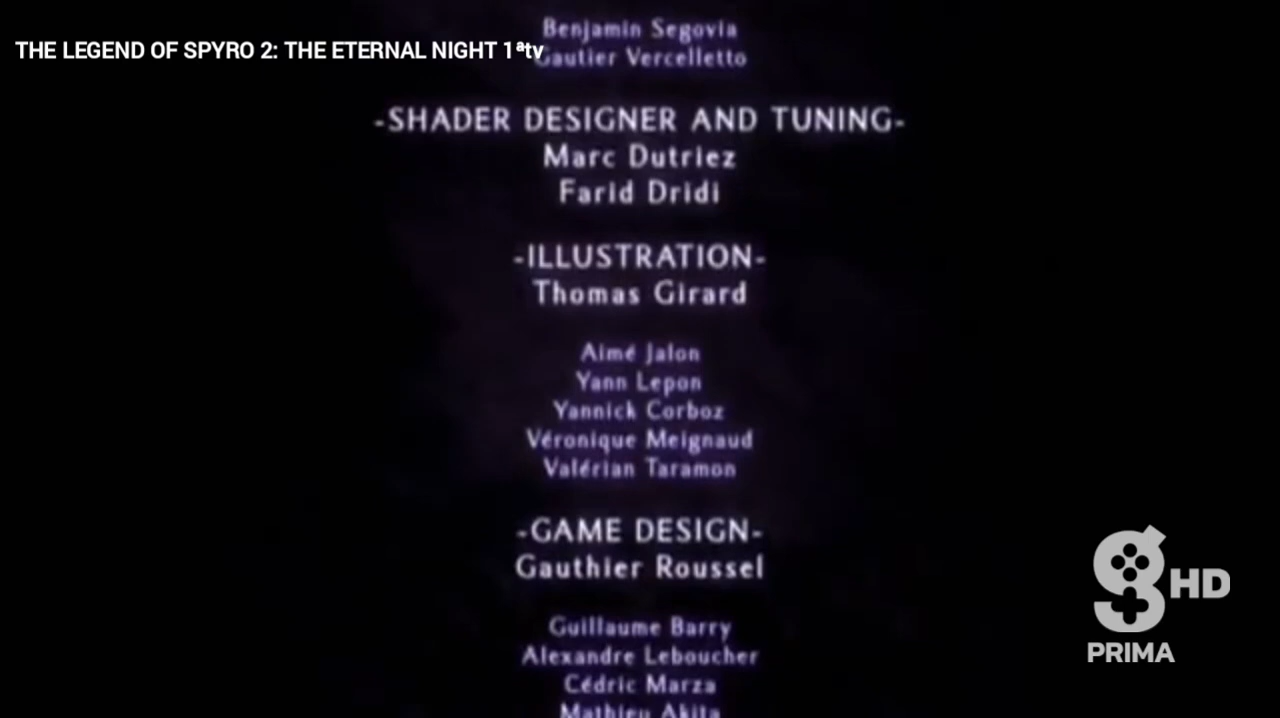 Benjamin Segovia
THE LEGEND OF SPYRO 2: THE ETERNAL NIGHT 1ªtv
Gautier Vercelletto
-SHADER DESIGNER AND TUNING-
Marc Dutriez
Farid Dridi
-ILLUSTRATION-
Thomas Girard
Aimé Jalon
Yann Lepon
Yannick Corboz
Véronique Meignaud
Valérian Taramon
-GAME DESIGN-
Gauthier Roussel
Guillaume Barry
Alexandre Leboucher
Cédric Marza
Mathieu Akita
g HD
PRIMA